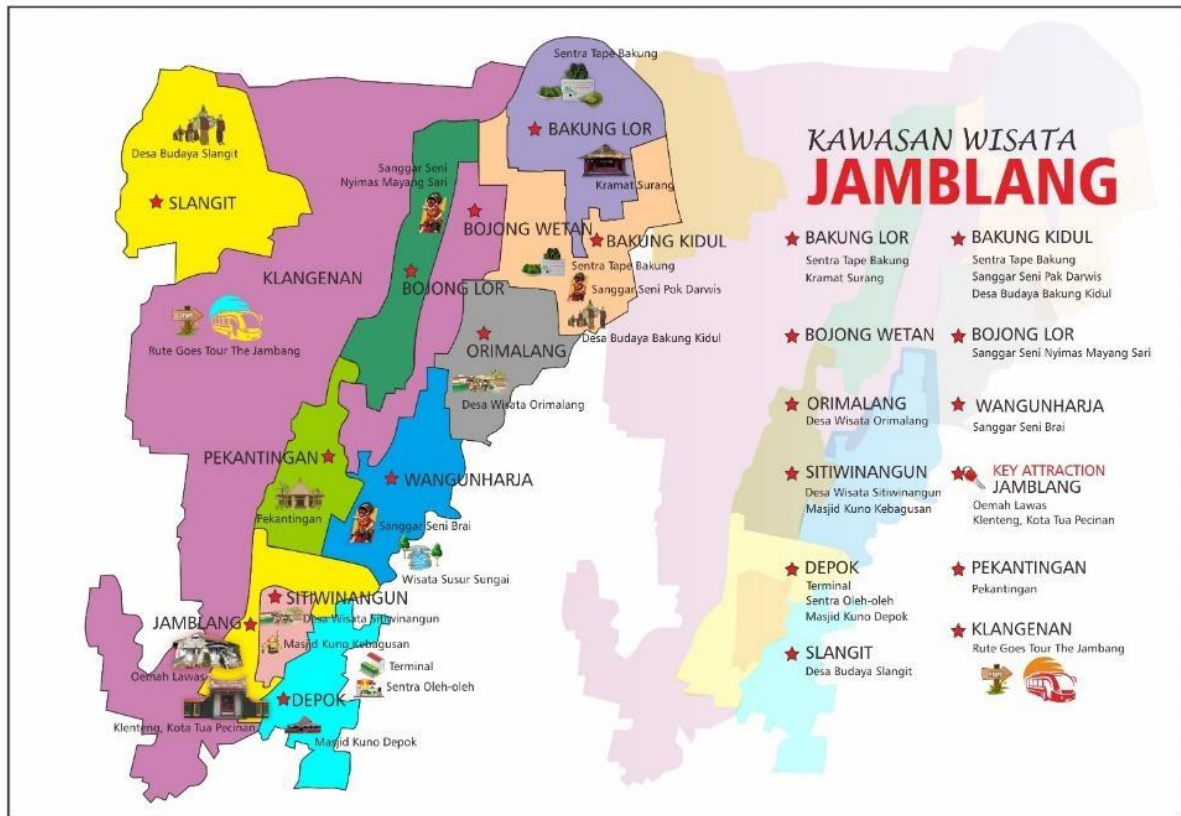 Sentra Tape Bakung
BAKUNG LOR
Kramat Surang
Desa Budaya Slangit
SLANGIT
Sanggar Seni
Nyimas Mayang Sari
BOJONG WETAN
BAKUNG KIDUL
Sentra Tape Bakung
Sanggar Seni Pok Darwis
Desa Budaya Bakung Kidul
KLANGENAN
BOJONG LOR
START
Rute Goes Tour The Jambang
ORIMALANG
Desa Wisata Orimalang
PEKANTINGAN
Pekantingan
WANGUNHARJA
Sanggar Seni Brai
Wisata Susur Sungai
SITIWINANGUN
Desa Wisata Sitiwinangun
Masjid Kuno Kebagusan
JAMBLANG
Oemah Lawas
Klenteng, Kota Tua Pecinan
Terminal
Sentra Oleh-oleh
DEPOK
Masjid Kuno Depok
KAWASAN WISATA
JAMBLANG
BAKUNG LOR
Sentra Tape Bakung
Kramat Surang
BAKUNG KIDUL
Sentra Tape Bakung
Sanggar Seni Pak Darwis
Desa Budaya Bakung Kidul
BOJONG WETAN
BOJONG LOR
Sanggar Seni Nyimas Mayang Sari
ORIMALANG
Desa Wisata Orimalang
WANGUNHARJA
Sanggar Seni Brai
SITIWINANGUN
Desa Wisata Sitiwinangun
Masjid Kuno Kebagusan
KEY ATTRACTION
JAMBLANG
Oemah Lawas
Klenteng, Kota Tua Pecinan
DEPOK
Terminal
Sentra Oleh-oleh
Masjid Kuno Depok
PEKANTINGAN
Pekantingan
SLANGIT
Desa Budaya Slangit
KLANGENAN
Rute Goes Tour The Jambang
START